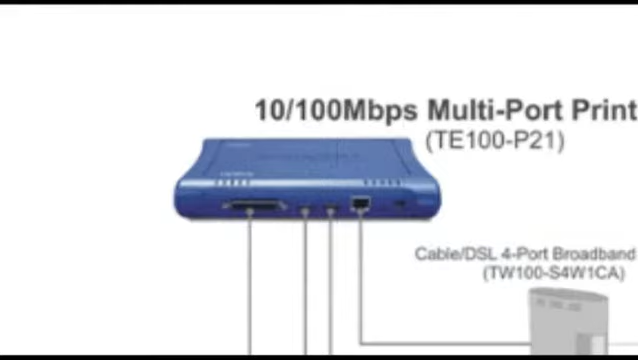 10/100Mbps Multi-Port Print
(TE100-P21)
Cable/DSL 4-Port Broadband
(TW100-S4W1CA)